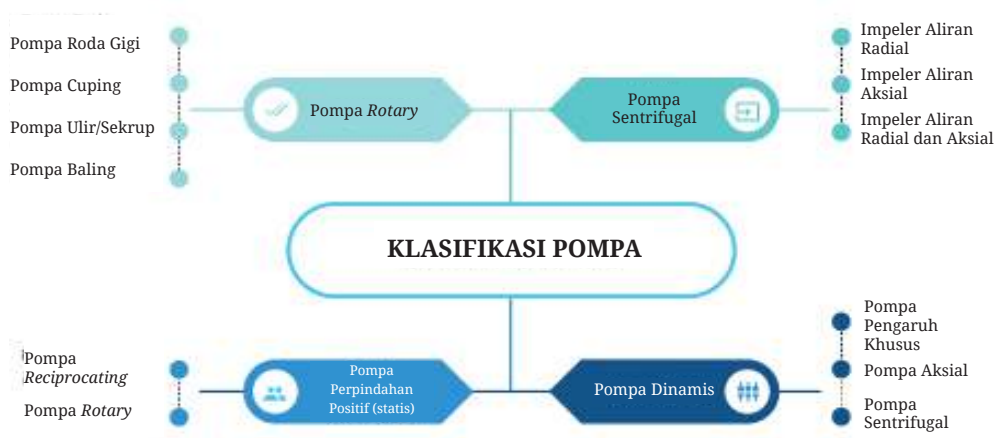 Pompa Roda Gigi
Pompa Cuping
Pompa Ulir/Sekrup
Pompa Baling
Pompa Rotary
Pompa
Sentrifugal
Impeler Aliran
Radial
Impeler Aliran
Aksial
Impeler Aliran
Radial dan Aksial
KLASIFIKASI POMPA
Pompa
Reciprocating
Pompa Rotary
Pompa
Perpindahan
Positif (statis)
Pompa Dinamis
Pompa
Pengaruh
Khusus
Pompa Aksial
Pompa
Sentrifugal